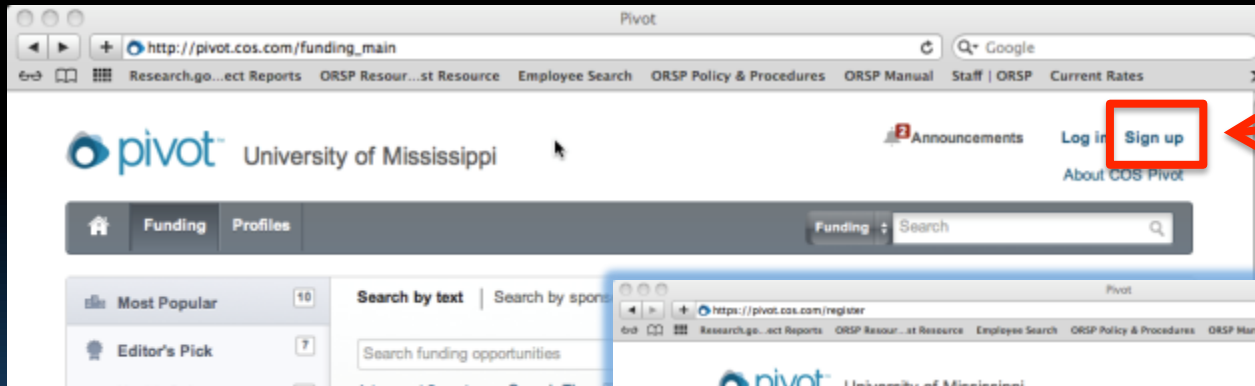 Pivot
http://pivot.cos.com/funding_main
Google
Research.go...ect Reports ORSP Resour...st Resource Employee Search ORSP Policy & Procedures ORSP Manual Staff | ORSP Current Rates
pivot University of Mississippi
2 Announcements Log in Sign up
About COS Pivot
Funding Profiles Funding Search
Most Popular 10
Editor's Pick 7
Search by text | Search by spons
Search funding opportunities
Pivot
https://pivot.cos.com/register
Research.go...ect Reports ORSP Resour...st Resource Employee Search ORSP Policy & Procedures ORSP Man
pivot University of Mississippi